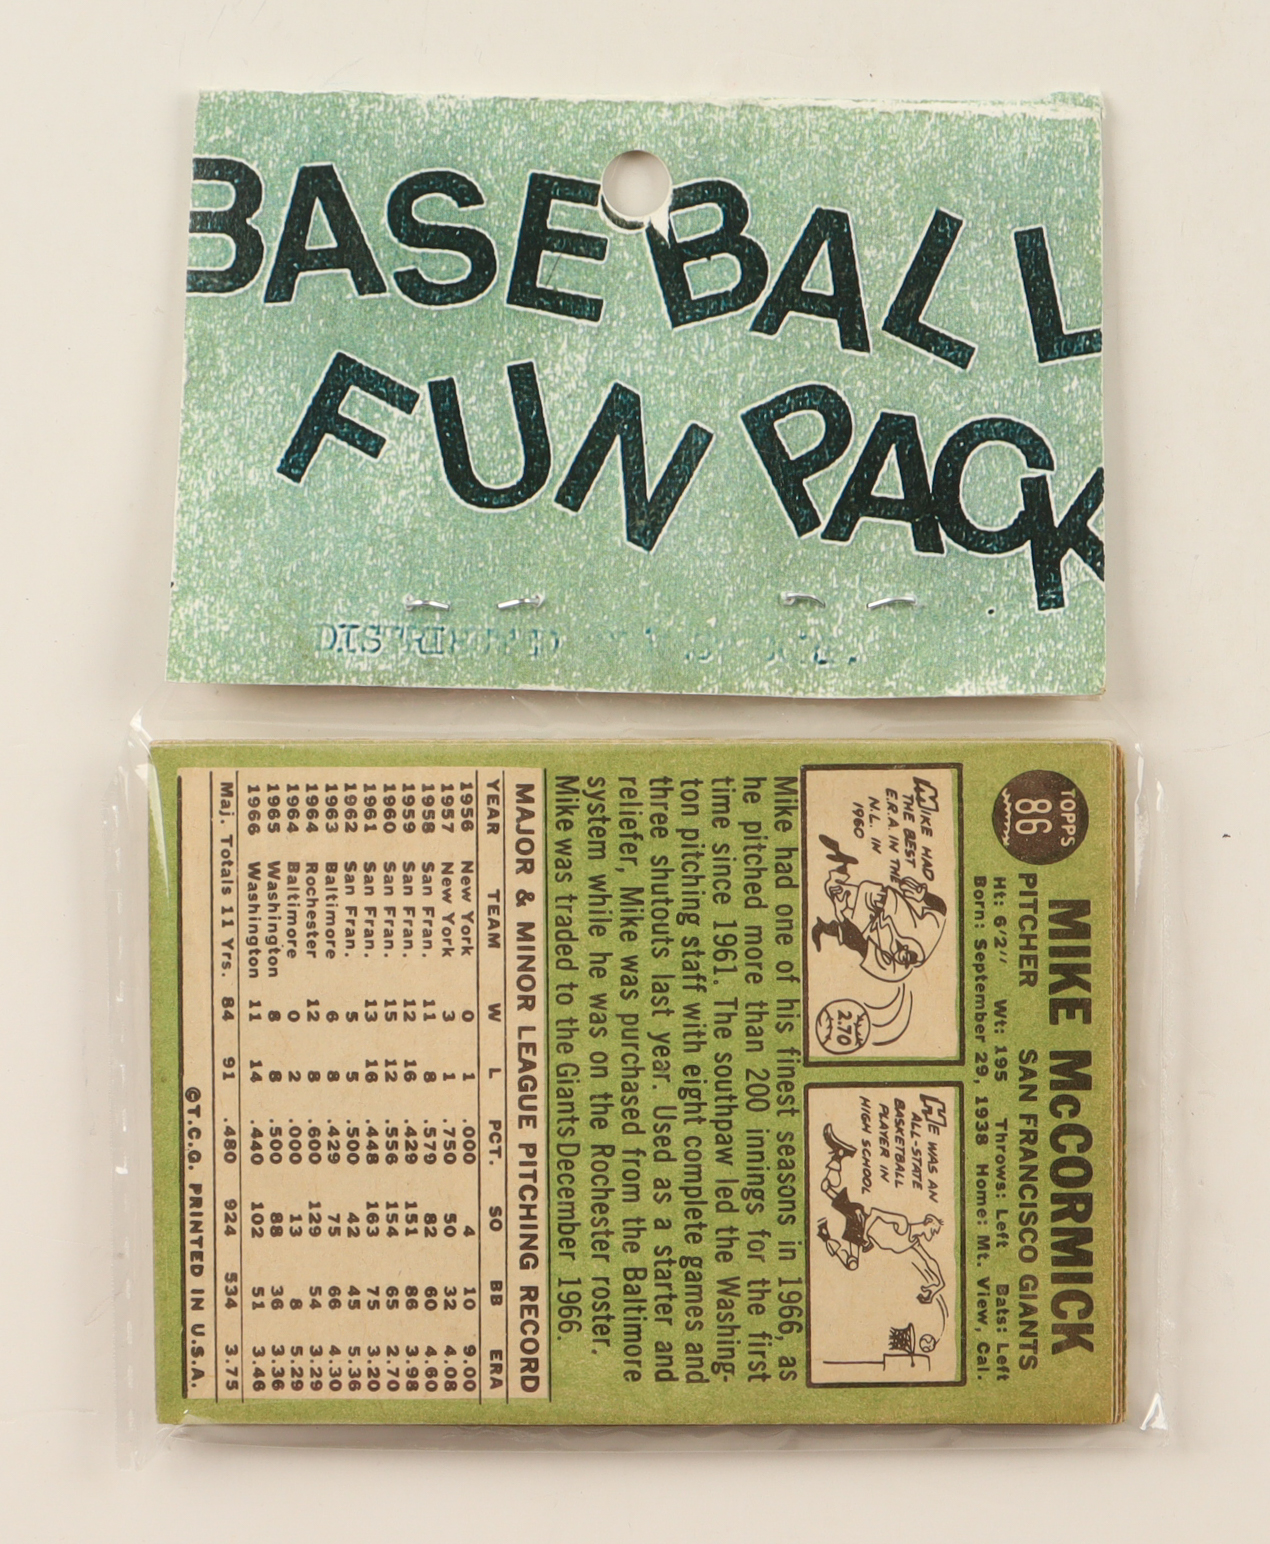 BASEBALL
FUN PACK
TOPPS
86
MIKE McCORMICK
PITCHER SAN FRANCISCO GIANTS
Ht: 6'2" Wt: 195 Throws: Left Bats: Left
Born: September 29, 1938 Home: Mt. View, Cal.
MIKE HAD
THE BEST
E.R.A. IN THE
N.L. IN
1960
2.70
HE WAS AN
ALL-STATE
BASKETBALL
PLAYER IN
HIGH SCHOOL
Mike had one of his finest seasons in 1966, as
he pitched more than 200 innings for the first
time since 1961. The southpaw led the Washing-
ton pitching staff with eight complete games and
three shutouts last year. Used as a starter and
reliefer, Mike was purchased from the Baltimore
system while he was on the Rochester roster.
Mike was traded to the Giants December 1966.
MAJOR & MINOR LEAGUE PITCHING RECORD
YEAR TEAM W L PCT. SO BB ERA
1956 New York 0 1 .000 4 10 9.00
1957 New York 3 1 .750 50 32 4.08
1958 San Fran. 11 8 .579 82 60 4.60
1959 San Fran. 12 16 .429 151 86 3.98
1960 San Fran. 15 12 .556 154 65 2.70
1961 San Fran. 13 16 .448 163 75 3.20
1962 San Fran. 5 5 .500 42 45 5.36
1963 Baltimore 6 8 .429 75 66 4.30
1964 Rochester 12 8 .600 129 54 3.29
1964 Baltimore 0 2 .000 13 8 5.29
1965 Washington 8 8 .500 88 36 3.36
1966 Washington 11 14 .440 102 51 3.46
Maj. Totals 11 Yrs. 84 91 .480 924 534 3.75
©T.C.G. PRINTED IN U.S.A.